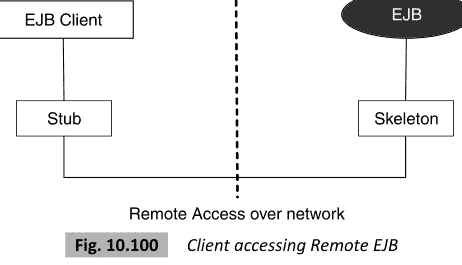 EJB Client
EJB
Stub
Skeleton
Remote Access over network
Fig. 10.100 Client accessing Remote EJB